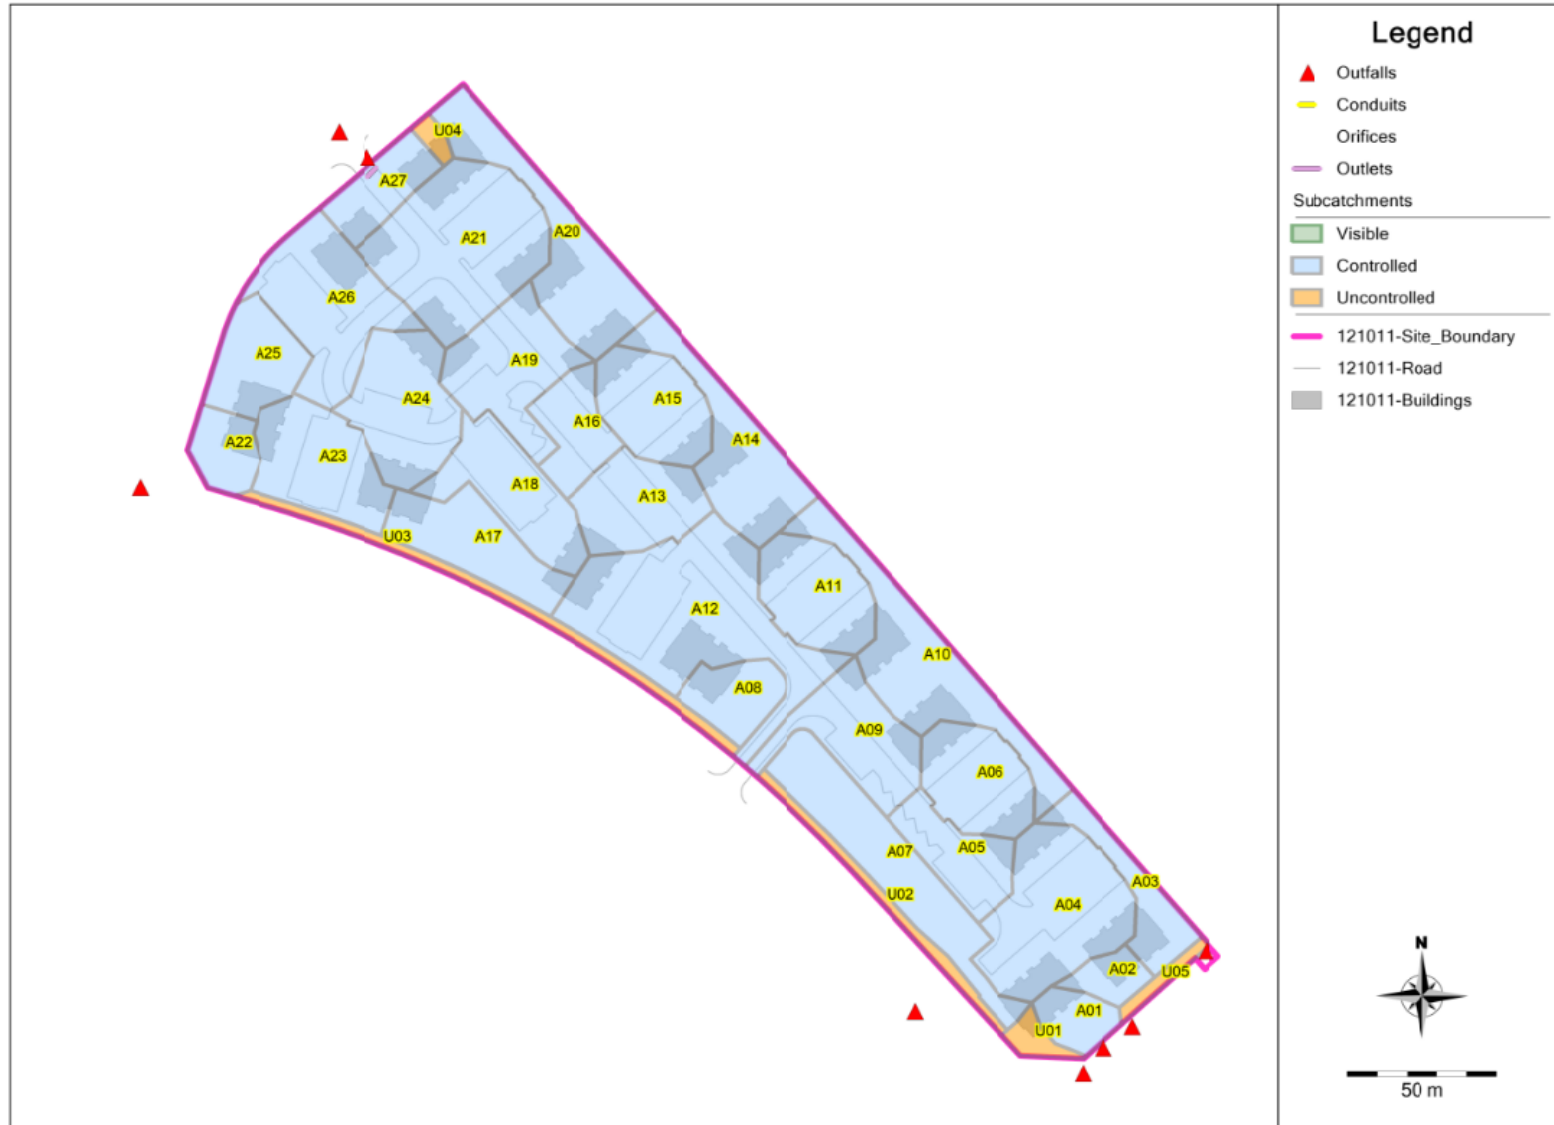 Legend
Outfalls
Conduits
Orifices
Outlets
Subcatchments
Visible
Controlled
Uncontrolled
121011-Site_Boundary
121011-Road
121011-Buildings
U04
A27
A20
A21
A26
A25
A19
A24
A15
A16
A14
A22
A23
A18
A13
U03
A17
A11
A12
A10
A08
A09
A06
A07
A05
U02
A03
A04
A02
U05
A01
U01
N
50 m